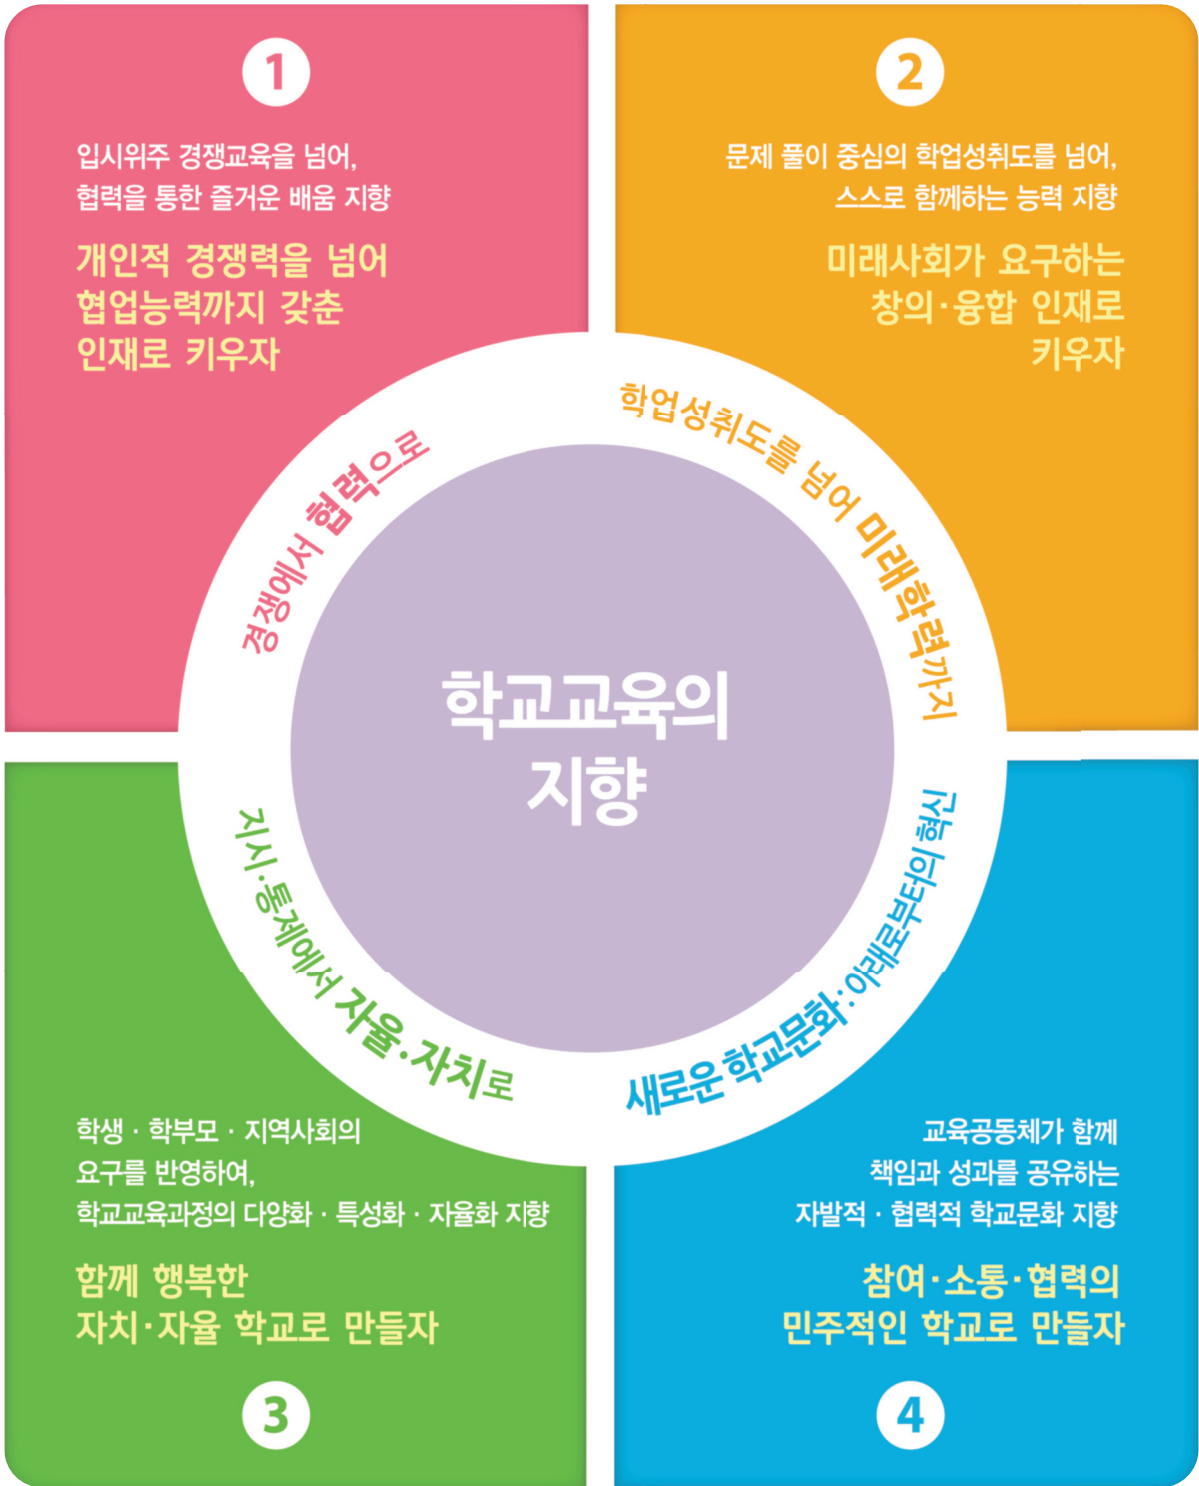 1
입시위주 경쟁교육을 넘어,
협력을 통한 즐거운 배움 지향
개인적 경쟁력을 넘어
협업능력까지 갖춘
인재로 키우자
2
문제 풀이 중심의 학업성취도를 넘어,
스스로 함께하는 능력 지향
미래사회가 요구하는
창의·융합 인재로
키우자
경쟁에서 협력으로
학업성취도를 넘어 미래학력까지
학교교육의
지향
지시·통제에서 자율·자치로
새로운 학교문화:아래로부터의 혁신
학생 · 학부모 · 지역사회의
요구를 반영하여,
학교교육과정의 다양화 · 특성화 · 자율화 지향
함께 행복한
자치·자율 학교로 만들자
3
교육공동체가 함께
책임과 성과를 공유하는
자발적 · 협력적 학교문화 지향
참여·소통·협력의
민주적인 학교로 만들자
4